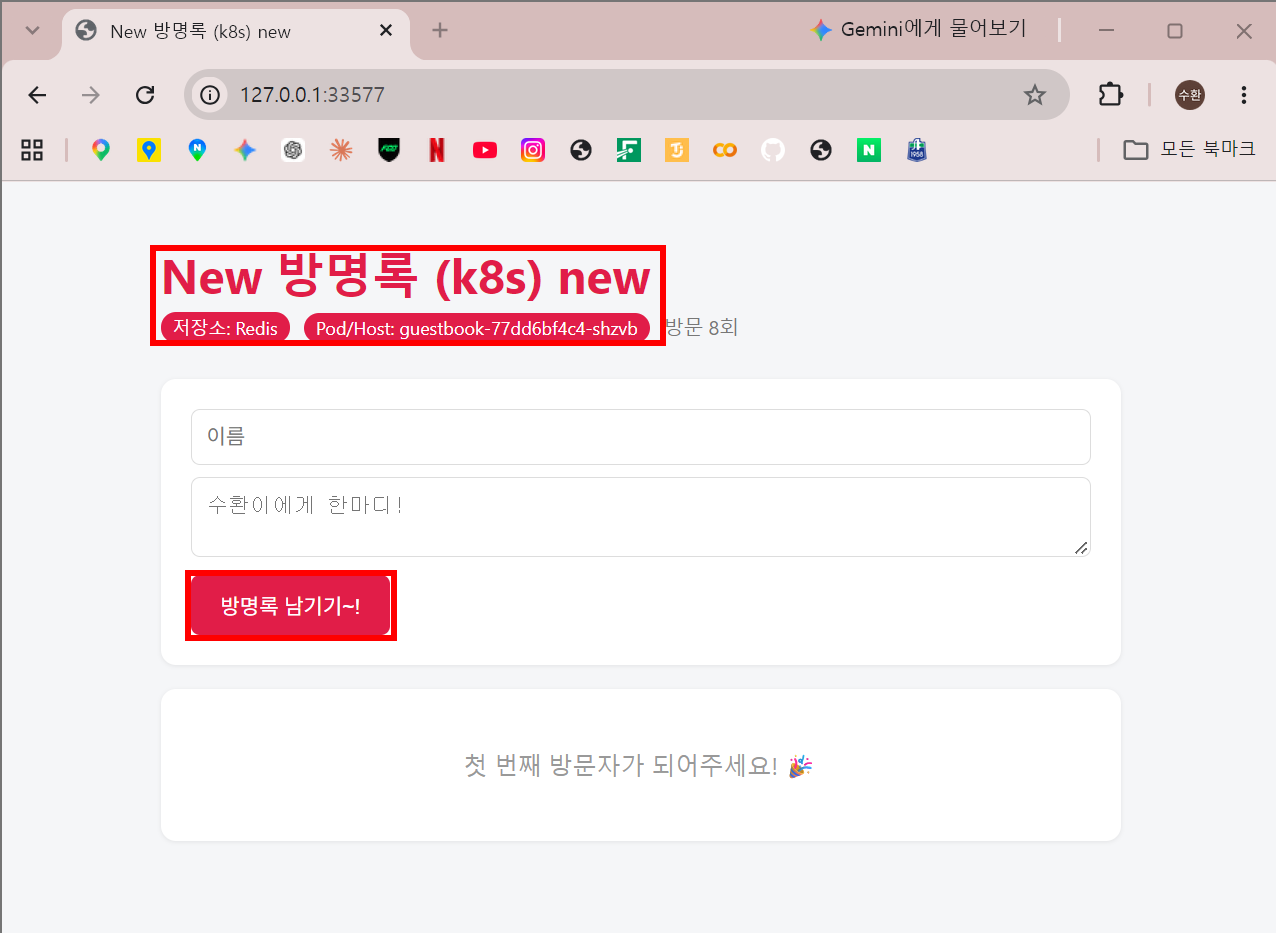 New 방명록 (k8s) new
Gemini에게 물어보기
127.0.0.1:33577
수환
모든 북마크
New 방명록 (k8s) new
저장소: Redis Pod/Host: guestbook-77dd6bf4c4-shzvb 방문 8회
이름
수환이에게 한마디!
방명록 남기기~!
첫 번째 방문자가 되어주세요! 🎉